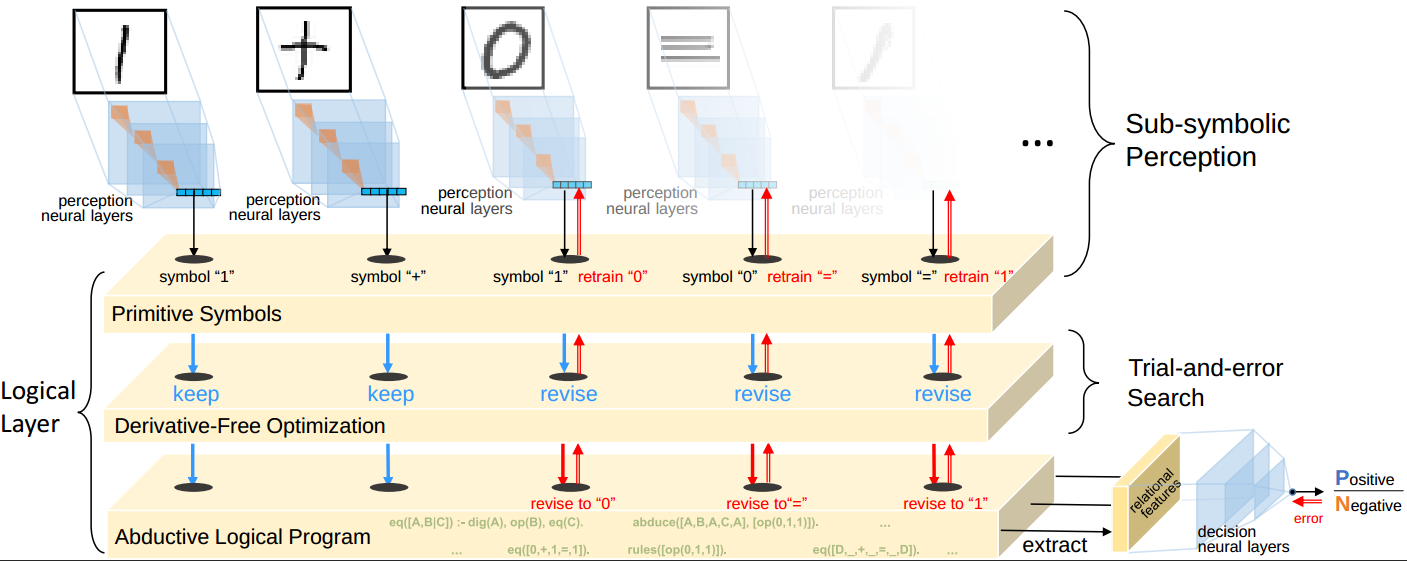 1 + 0 = 1
...
Sub-symbolic
Perception
perception
neural layers
perception
neural layers
perception
neural layers
perception
neural layers
perception
neural layers
symbol “1”
symbol “+”
symbol “1” retrain “0”
symbol “0” retrain “=”
symbol “=” retrain “1”
Primitive Symbols
Logical
Layer
keep
keep
revise
revise
revise
Derivative-Free Optimization
Trial-and-error
Search
revise to “0”
revise to“=”
revise to “1”
eq([A,B|C]) :- dig(A), op(B), eq(C). abduce([A,B,A,C,A], [op(0,1,1)]). ...
Abductive Logical Program
... eq([0,+,1,=,1]). rules([op(0,1,1)]). eq([D,_,+,_,=,_,D]). ...
extract
relational
features
decision
neural layers
Positive
Negative
error